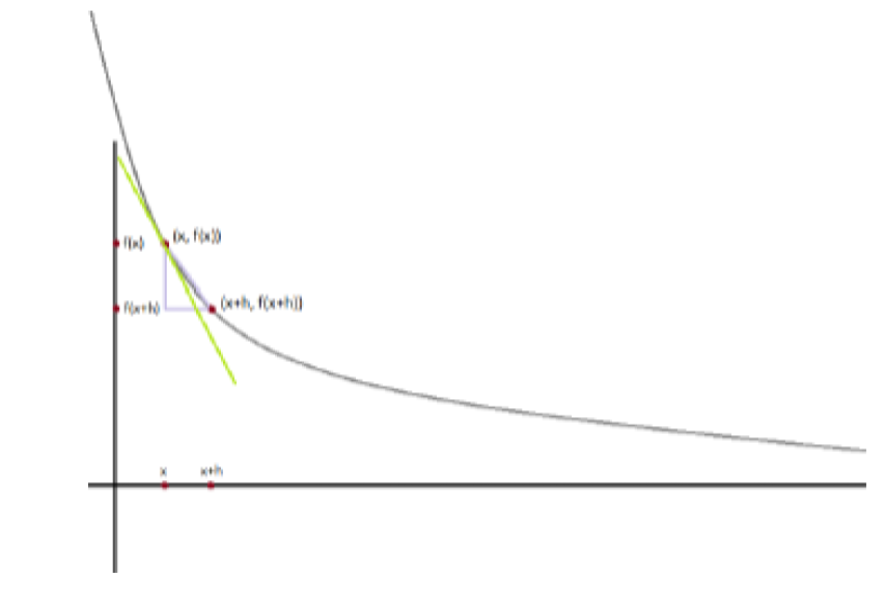 f(x)
(x, f(x))
f(x+h)
(x+h, f(x+h))
x
x+h